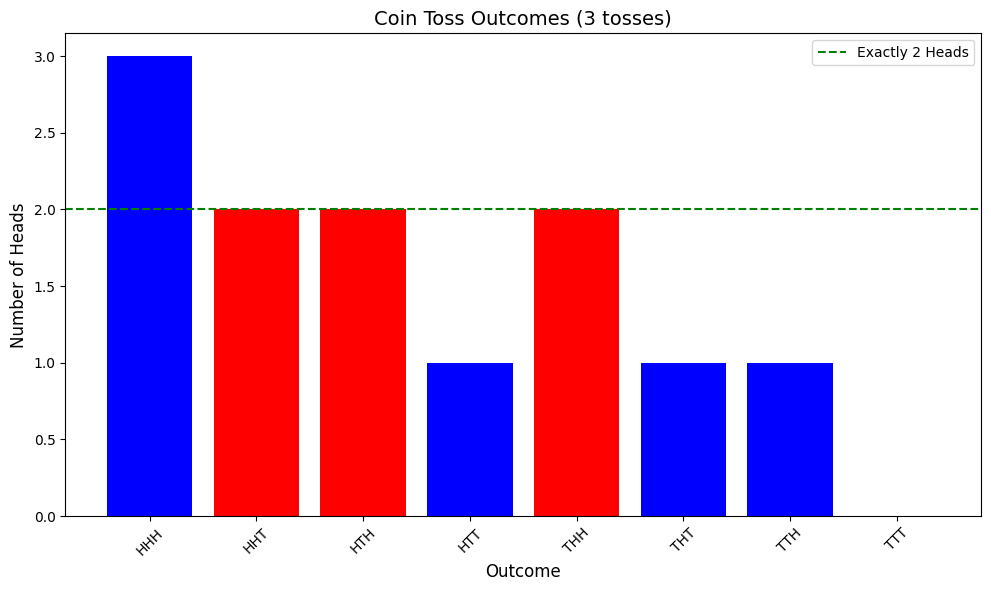 Coin Toss Outcomes (3 tosses)
Exactly 2 Heads
Number of Heads
3.0
2.5
2.0
1.5
1.0
0.5
0.0
HHH
HHT
HTH
HTT
THH
THT
TTH
TTT
Outcome